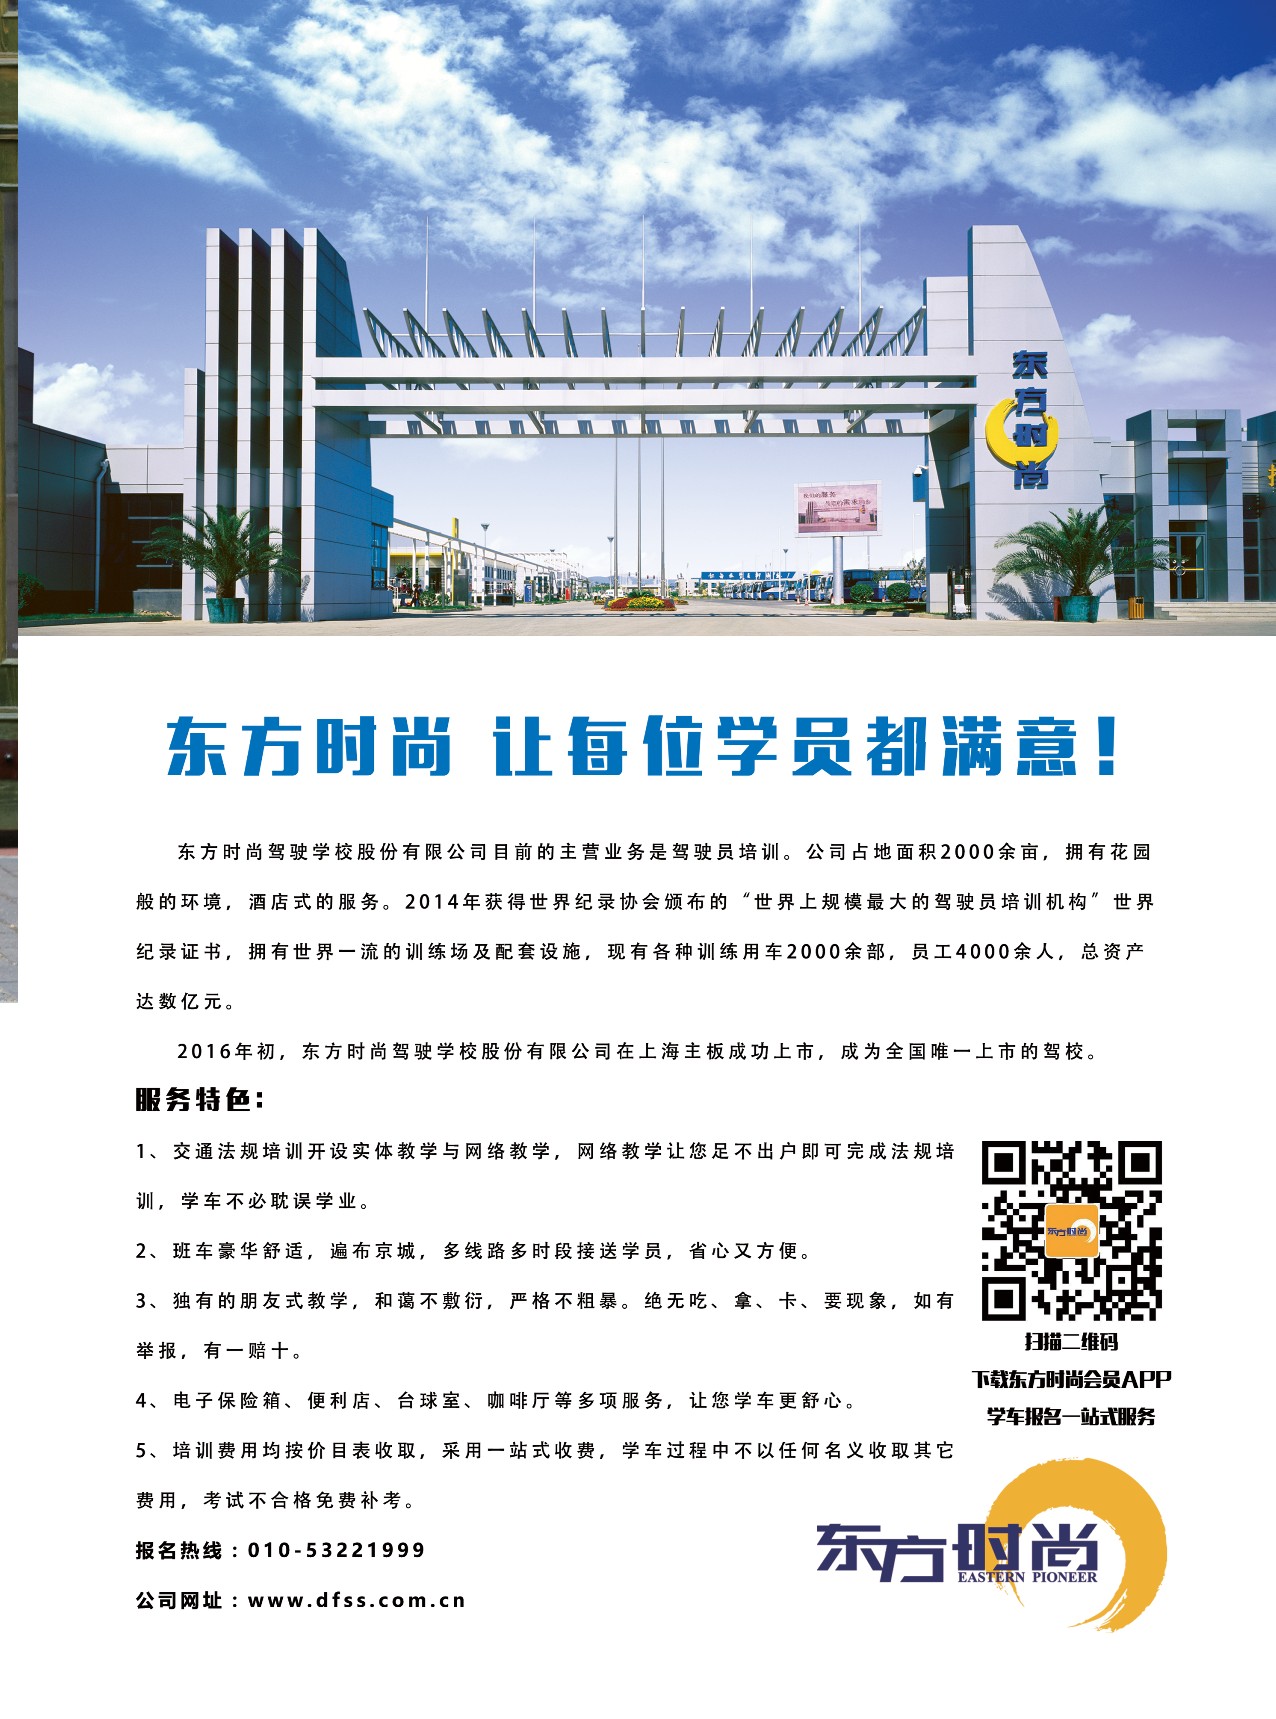 东方时尚
东方时尚 让每位学员都满意！
东方时尚驾驶学校股份有限公司目前的主营业务是驾驶员培训。公司占地面积2000余亩，拥有花园
般的环境，酒店式的服务。2014年获得世界纪录协会颁布的“世界上规模最大的驾驶员培训机构”世界
纪录证书，拥有世界一流的训练场及配套设施，现有各种训练用车2000余部，员工4000余人，总资产
达数亿元。
2016年初，东方时尚驾驶学校股份有限公司在上海主板成功上市，成为全国唯一上市的驾校。
服务特色：
1、交通法规培训开设实体教学与网络教学，网络教学让您足不出户即可完成法规培
训，学车不必耽误学业。
2、班车豪华舒适，遍布京城，多线路多时段接送学员，省心又方便。
3、独有的朋友式教学，和蔼不敷衍，严格不粗暴。绝无吃、拿、卡、要现象，如有
举报，有一赔十。
4、电子保险箱、便利店、台球室、咖啡厅等多项服务，让您学车更舒心。
5、培训费用均按价目表收取，采用一站式收费，学车过程中不以任何名义收取其它
费用，考试不合格免费补考。
报名热线：010-53221999
公司网址：www.dfss.com.cn
东方时尚
扫描二维码
下载东方时尚会员APP
学车报名一站式服务
东方时尚
EASTERN PIONEER